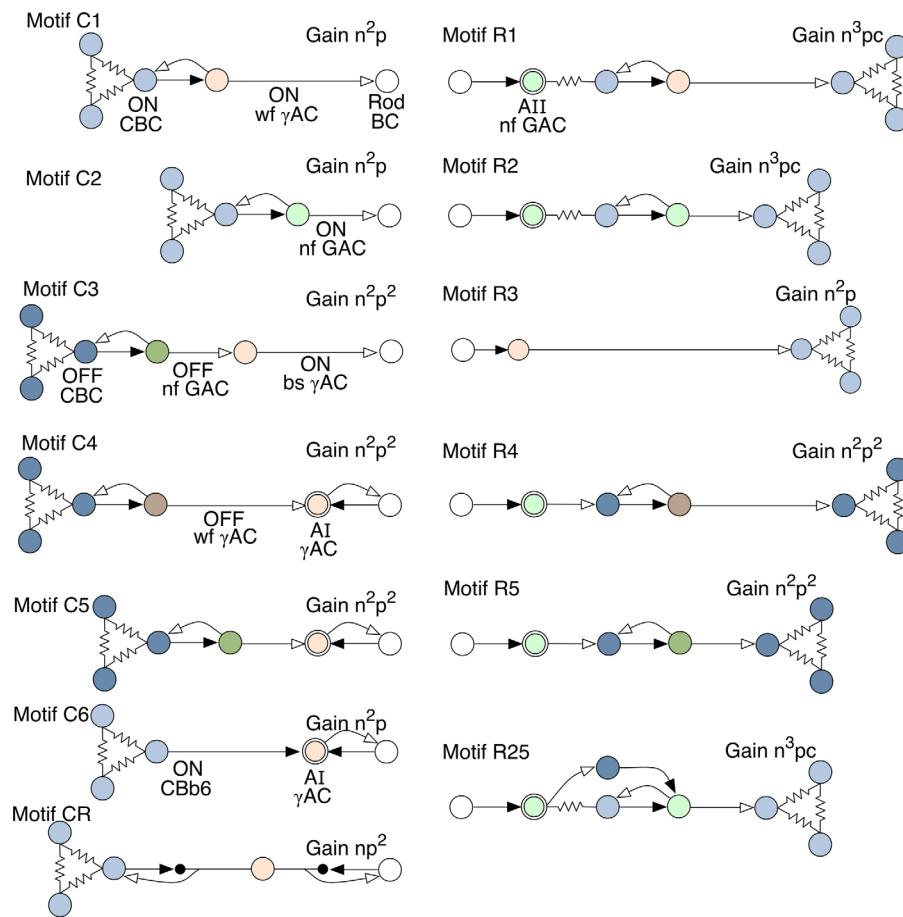 Motif C1
Gain n²p
ON
CBC
ON
wf γAC
Rod
BC
Motif C2
Gain n²p
ON
nf GAC
Motif C3
Gain n²p²
OFF
CBC
OFF
nf GAC
ON
bs γAC
Motif C4
Gain n²p²
OFF
wf γAC
AI
γAC
Motif C5
Gain n²p²
Motif C6
Gain n²p
ON
CBb6
AI
γAC
Motif CR
Gain np²
Motif R1
Gain n³pc
AII
nf GAC
Motif R2
Gain n³pc
Motif R3
Gain n²p
Motif R4
Gain n²p²
Motif R5
Gain n²p²
Motif R25
Gain n³pc